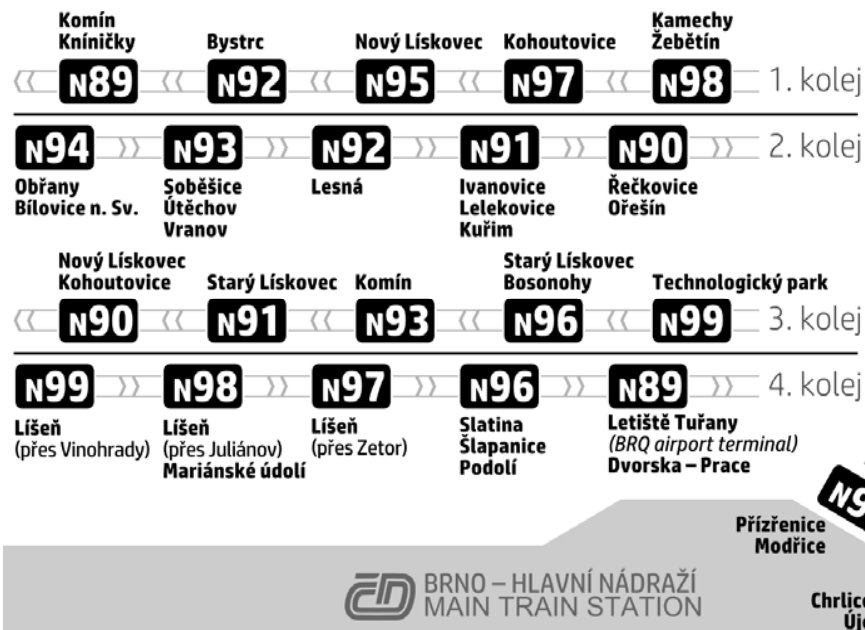 Komín
Kníničky
Bystrc
Nový Lískovec
Kohoutovice
Kamechy
Žebětín
N89
N92
N95
N97
N98
1. kolej
N94
N93
N92
N91
N90
2. kolej
Obřany
Bílovice n. Sv.
Soběšice
Útěchov
Vranov
Lesná
Ivanovice
Lelekovice
Kuřim
Řečkovice
Ořešín
Nový Lískovec
Kohoutovice
Starý Lískovec
Komín
Starý Lískovec
Bosonohy
Technologický park
N90
N91
N93
N96
N99
3. kolej
N99
N98
N97
N96
N89
4. kolej
Líšeň
(přes Vinohrady)
Líšeň
(přes Juliánov)
Mariánské údolí
Líšeň
(přes Zetor)
Slatina
Šlapanice
Podolí
Letiště Tuřany
(BRQ airport terminal)
Dvorska – Prace
Přízřenice
Modřice
ČD
BRNO – HLAVNÍ NÁDRAŽÍ
MAIN TRAIN STATION